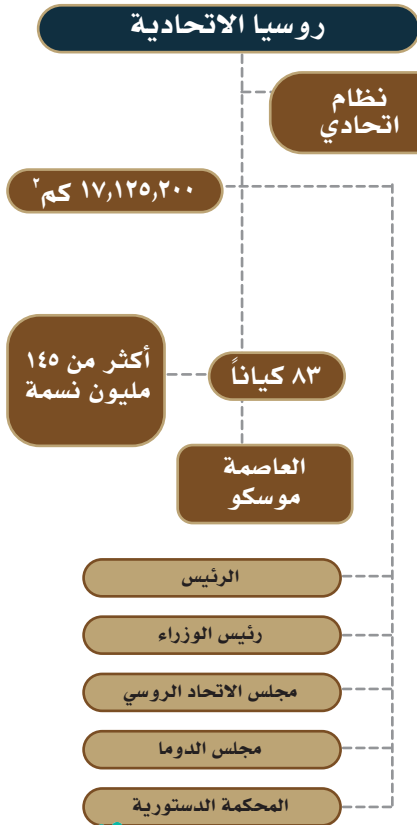 روسيا الاتحادية
نظام
اتحادي
١٧,١٢٥,٢٠٠ كم٢
أكثر من ١٤٥
مليون نسمة
٨٣ كياناً
العاصمة
موسكو
الرئيس
رئيس الوزراء
مجلس الاتحاد الروسي
مجلس الدوما
المحكمة الدستورية